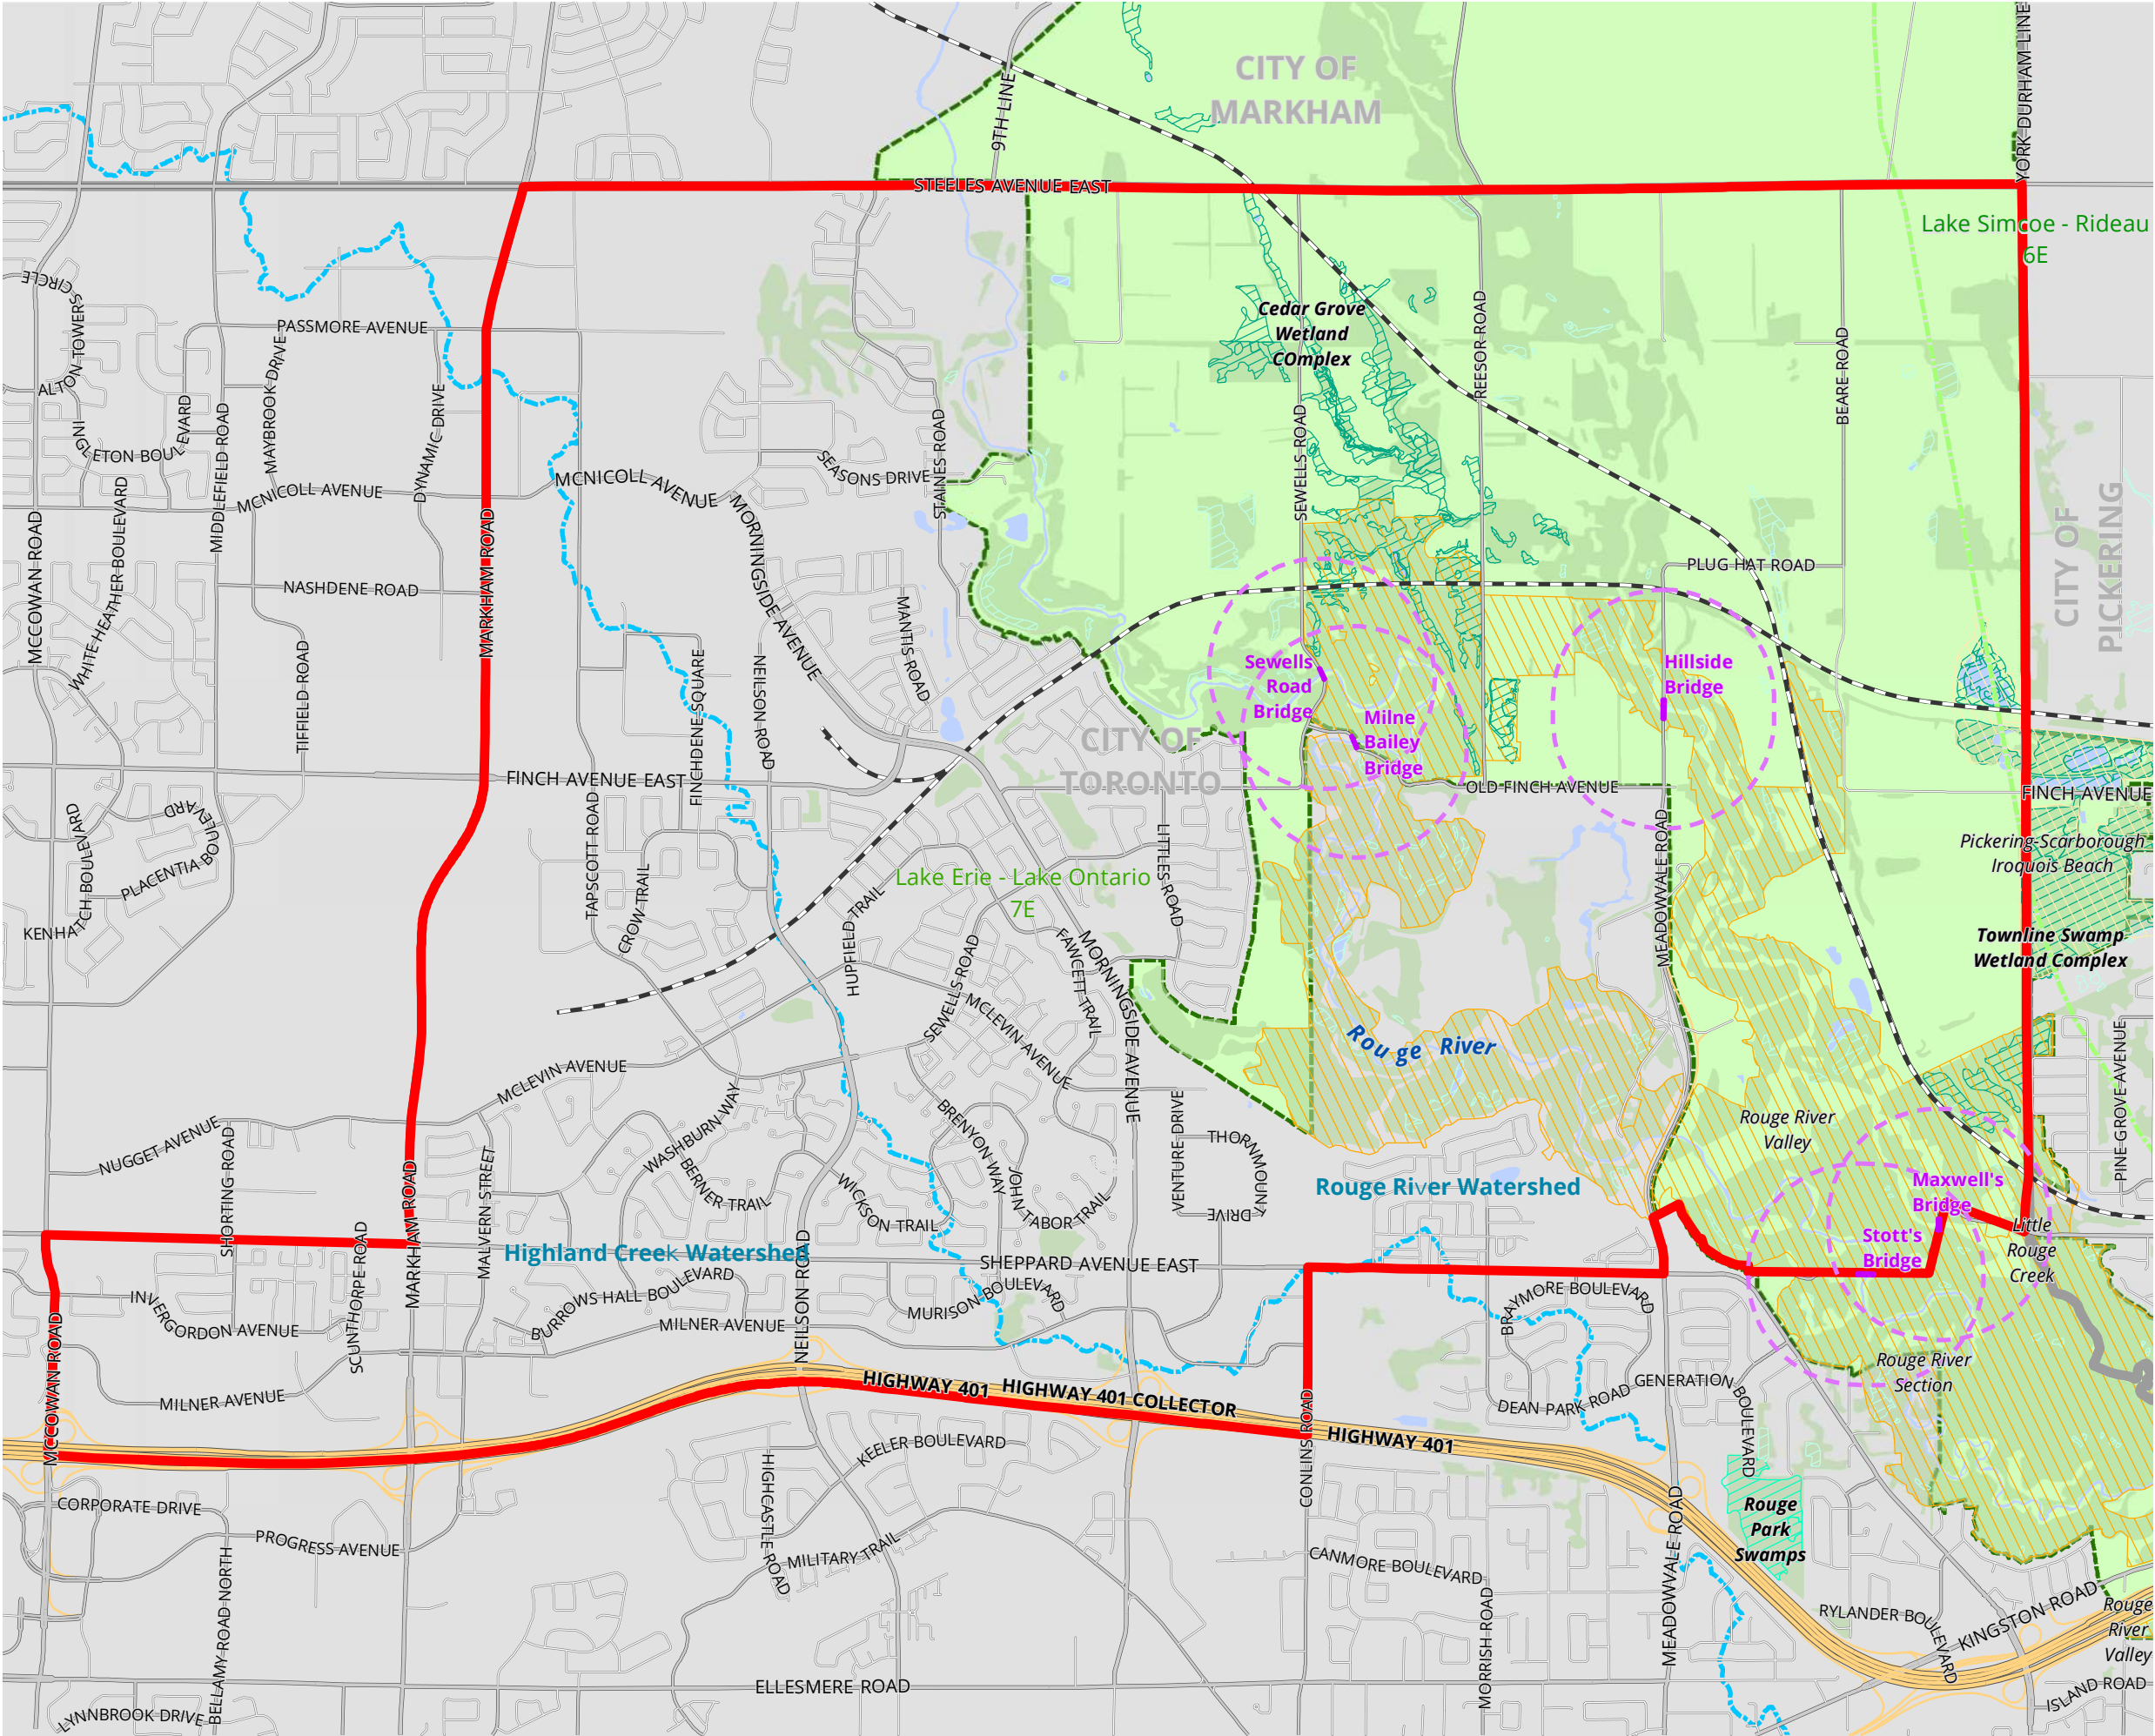 CITY OF
MARKHAM
YORK DURHAM LINE
9TH LINE
STEELES AVENUE EAST
Lake Simcoe - Rideau
6E
ALTON TOWERS CIRCLE
PASSMORE AVENUE
Cedar Grove
Wetland
COmplex
REESOR ROAD
BEARE ROAD
MAYBROOK DRIVE
DYNAMIC DRIVE
INGLETON BOULEVARD
MIDDLEFIELD ROAD
STAINES ROAD
SEWELLS ROAD
SEASONS DRIVE
MCNICOLL AVENUE
MCNICOLL AVENUE
MORNINGSIDE AVENUE
MCCOWAN ROAD
WHITE HEATHER BOULEVARD
MARKHAM ROAD
CITY OF
PICKERING
NASHDENE ROAD
PLUG HAT ROAD
MANTIS ROAD
TIFFIELD ROAD
FINCHDENE SQUARE
NEILSON ROAD
Sewells
Road
Bridge
Hillside
Bridge
Milne
Bailey
Bridge
CITY OF
TORONTO
FINCH AVENUE EAST
OLD FINCH AVENUE
FINCH AVENUE
KENHATCH BOULEVARD
PLACENTIA BOULEVARD
TAPSCOTT ROAD
CROW TRAIL
HUPFIELD TRAIL
Lake Erie - Lake Ontario
7E
LITTLES ROAD
MEADOWVALE ROAD
Pickering-Scarborough
Iroquois Beach
Townline Swamp
Wetland Complex
SEWELLS ROAD
FAWCETT TRAIL
MORNINGSIDE AVENUE
MCLEVIN AVENUE
Rouge River
MCLEVIN AVENUE
PINE GROVE AVENUE
NUGGET AVENUE
SHORTING ROAD
WASHBURN WAY
BERNER TRAIL
BRENYON WAY
JOHN TABOR TRAIL
VENTURE DRIVE
THORNMOUNT DRIVE
Rouge River
Valley
MARKHAM ROAD
MALVERN STREET
WICKSON TRAIL
Rouge River Watershed
Maxwell's
Bridge
Stott's
Bridge
Little
Rouge
Creek
SCUNTHORPE ROAD
Highland Creek Watershed
NEILSON ROAD
SHEPPARD AVENUE EAST
INVERGORDON AVENUE
BURROWS HALL BOULEVARD
MURISON BOULEVARD
BRAYMORE BOULEVARD
MILNER AVENUE
MCCOWAN ROAD
MILNER AVENUE
HIGHWAY 401
HIGHWAY 401 COLLECTOR
HIGHWAY 401
CONLINS ROAD
DEAN PARK ROAD
GENERATION BOULEVARD
Rouge River
Section
KEELER BOULEVARD
HIGHCASTLE ROAD
CORPORATE DRIVE
PROGRESS AVENUE
MILITARY TRAIL
BELLAMY ROAD NORTH
CANMORE BOULEVARD
MORRISH ROAD
MEADOWVALE ROAD
Rouge
Park
Swamps
RYLANDER BOULEVARD
KINGSTON ROAD
Rouge
River
Valley
ELLESMERE ROAD
ISLAND ROAD
LYNNBROOK DRIVE